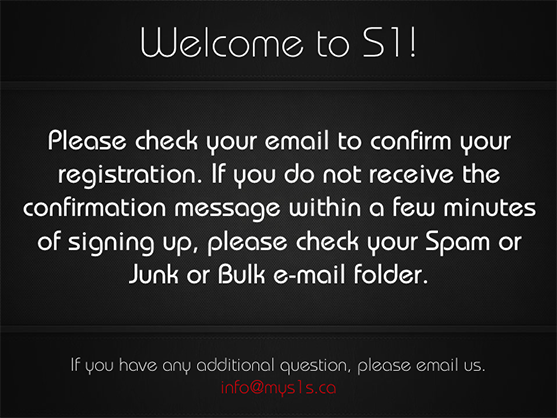 Welcome to S1!
Please check your email to confirm your
registration. If you do not receive the
confirmation message within a few minutes
of signing up, please check your Spam or
Junk or Bulk e-mail folder.
If you have any additional question, please email us.
info@mys1s.ca